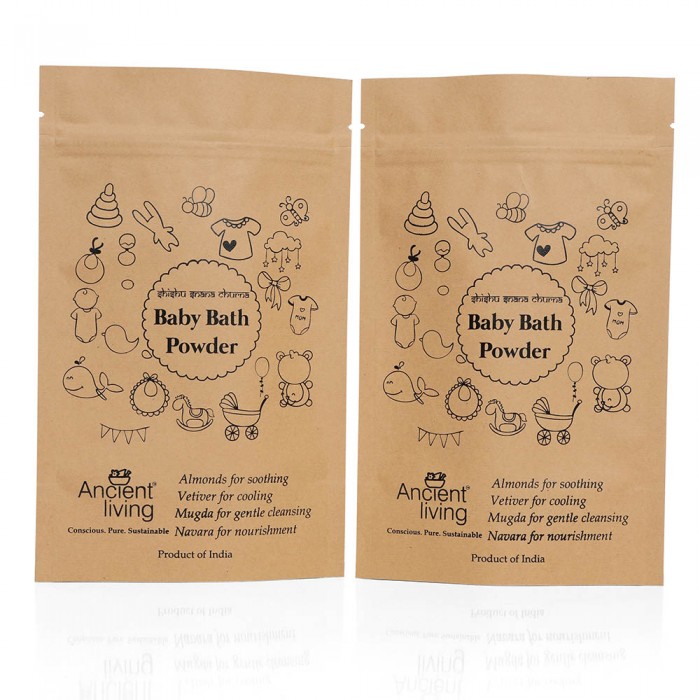 shishu snana churna
Baby Bath
Powder
MUM
Ancient®
living
Conscious. Pure. Sustainable
Almonds for soothing
Vetiver for cooling
Mugda for gentle cleansing
Navara for nourishment
Product of India
shishu snana churna
Baby Bath
Powder
MUM
Ancient®
living
Conscious. Pure. Sustainable
Almonds for soothing
Vetiver for cooling
Mugda for gentle cleansing
Navara for nourishment
Product of India